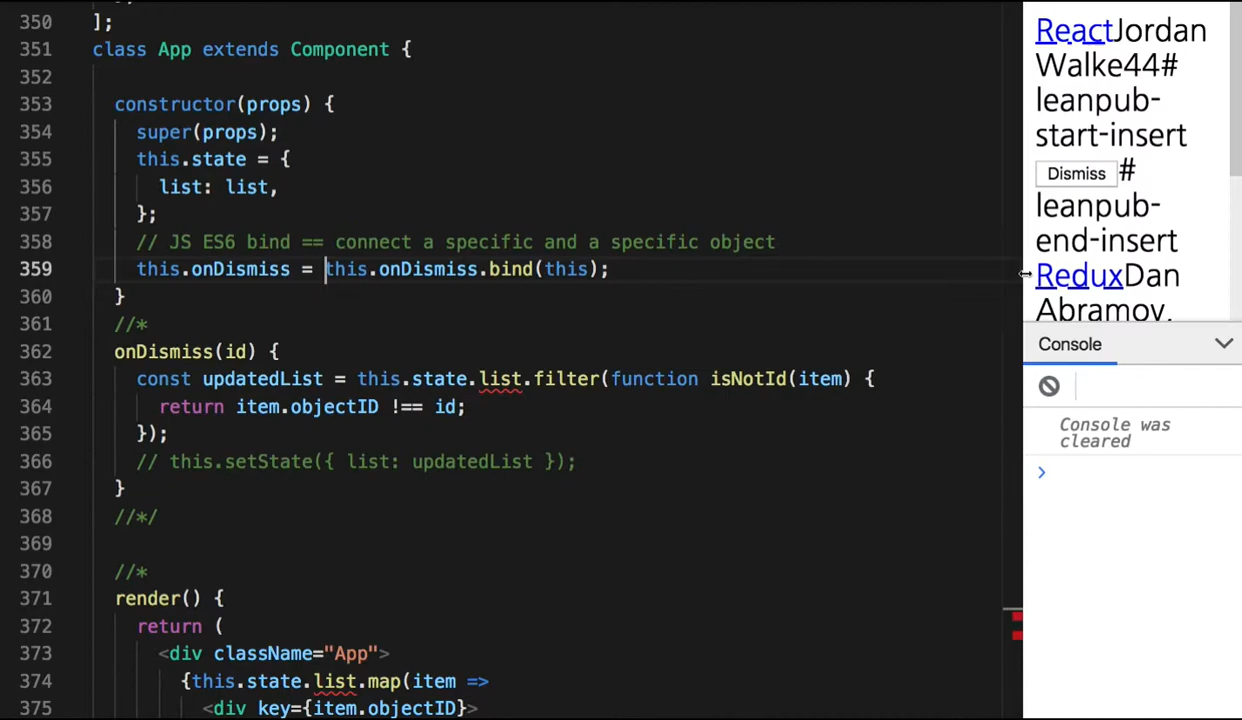 350 ];
351 class App extends Component {
352
353 constructor(props) {
354 super(props);
355 this.state = {
356 list: list,
357 };
358 // JS ES6 bind == connect a specific and a specific object
359 this.onDismiss = this.onDismiss.bind(this);
360 }
361 //*
362 onDismiss(id) {
363 const updatedList = this.state.list.filter(function isNotId(item) {
364 return item.objectID !== id;
365 });
366 // this.setState({ list: updatedList });
367 }
368 //*/
369
370 //*
371 render() {
372 return (
373 <div className="App">
374 {this.state.list.map(item =>
375 <div key={item.objectID}>
ReactJordan
Walke44#
leanpub-
start-insert
Dismiss #
leanpub-
end-insert
ReduxDan
Abramov,
Console
Console was
cleared